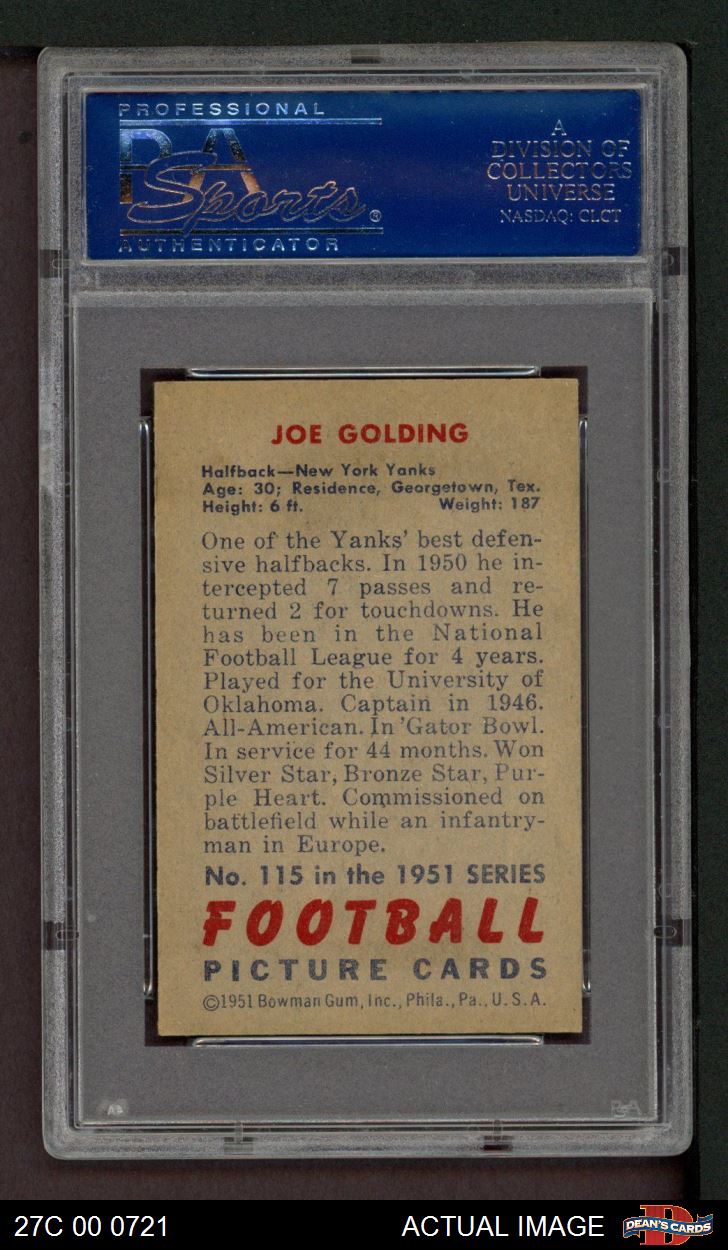 PROFESSIONAL
PSA
Sports®
AUTHENTICATOR
A
DIVISION OF
COLLECTORS
UNIVERSE
NASDAQ: CLCT
JOE GOLDING
Halfback—New York Yanks
Age: 30; Residence, Georgetown, Tex.
Height: 6 ft. Weight: 187
One of the Yanks' best defen-
sive halfbacks. In 1950 he in-
tercepted 7 passes and re-
turned 2 for touchdowns. He
has been in the National
Football League for 4 years.
Played for the University of
Oklahoma. Captain in 1946.
All-American. In 'Gator Bowl.
In service for 44 months. Won
Silver Star, Bronze Star, Pur-
ple Heart. Commissioned on
battlefield while an infantry-
man in Europe.
No. 115 in the 1951 SERIES
FOOTBALL
PICTURE CARDS
©1951 Bowman Gum, Inc., Phila., Pa., U.S.A.
PSA
27C 00 0721
ACTUAL IMAGE
D
DEAN'S CARDS